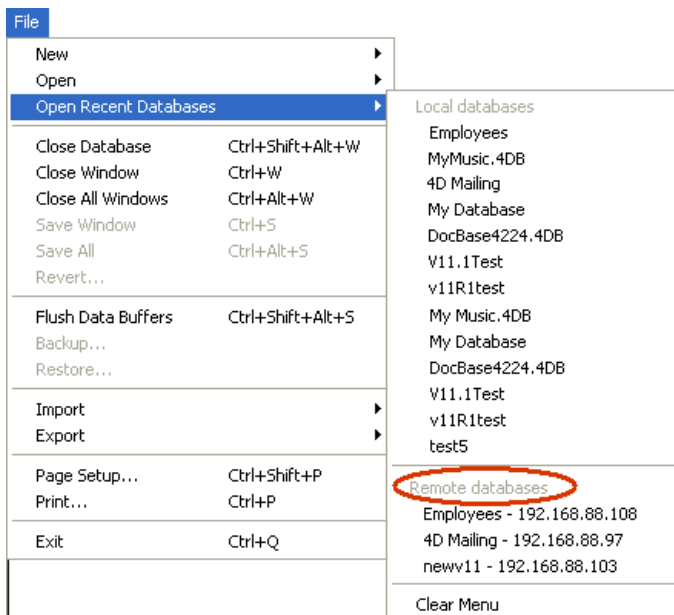 File
New
Open
Open Recent Databases
Close Database Ctrl+Shift+Alt+W
Close Window Ctrl+W
Close All Windows Ctrl+Alt+W
Save Window Ctrl+S
Save All Ctrl+Alt+S
Revert...
Flush Data Buffers Ctrl+Shift+Alt+S
Backup...
Restore...
Import
Export
Page Setup... Ctrl+Shift+P
Print... Ctrl+P
Exit Ctrl+Q
Local databases
Employees
MyMusic.4DB
4D Mailing
My Database
DocBase4224.4DB
V11.1Test
v11R1test
My Music.4DB
My Database
DocBase4224.4DB
V11.1Test
v11R1test
test5
Remote databases
Employees - 192.168.88.108
4D Mailing - 192.168.88.97
newv11 - 192.168.88.103
Clear Menu